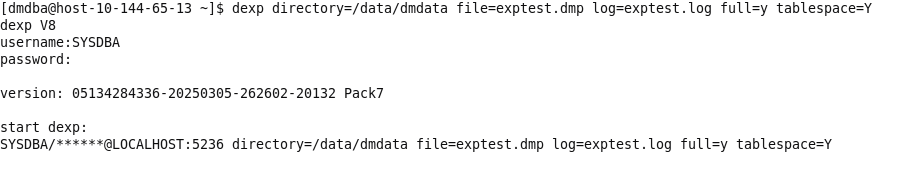 [dmdba@host-10-144-65-13 ~]$ dexp directory=/data/dmdata file=exptest.dmp log=exptest.log full=y tablespace=Y
dexp V8
username:SYSDBA
password:
version: 05134284336-20250305-262602-20132 Pack7
start dexp:
SYSDBA/******@LOCALHOST:5236 directory=/data/dmdata file=exptest.dmp log=exptest.log full=y tablespace=Y